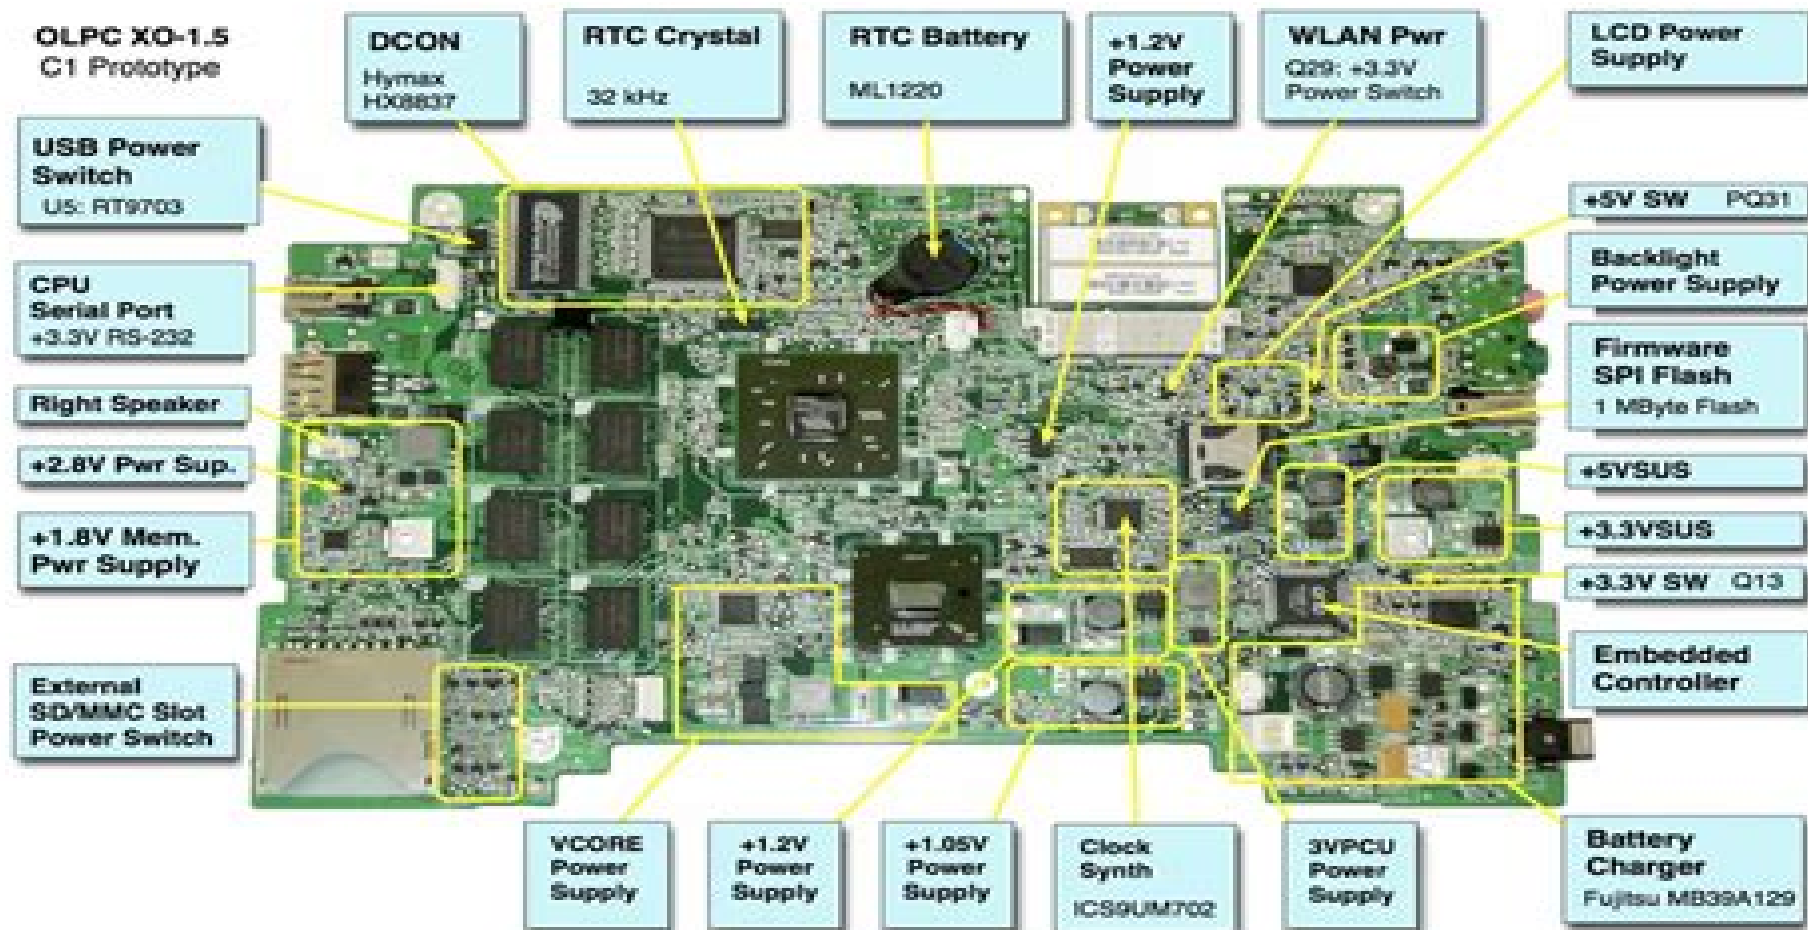 OLPC XO-1.5
C1 Prototype
DCON
Hymax
HX8837
RTC Crystal
32 kHz
RTC Battery
ML1220
+1.2V
Power
Supply
WLAN Pwr
Q29: +3.3V
Power Switch
LCD Power
Supply
USB Power
Switch
U5: RT9703
+5V SW PQ31
CPU
Serial Port
+3.3V RS-232
Backlight
Power Supply
Firmware
SPI Flash
1 MByte Flash
Right Speaker
+2.8V Pwr Sup.
+5VSUS
+1.8V Mem.
Pwr Supply
+3.3VSUS
+3.3V SW Q13
External
SD/MMC Slot
Power Switch
Embedded
Controller
VCORE
Power
Supply
+1.2V
Power
Supply
+1.05V
Power
Supply
Clock
Synth
ICS9UM702
3VPCU
Power
Supply
Battery
Charger
Fujitsu MB39A129